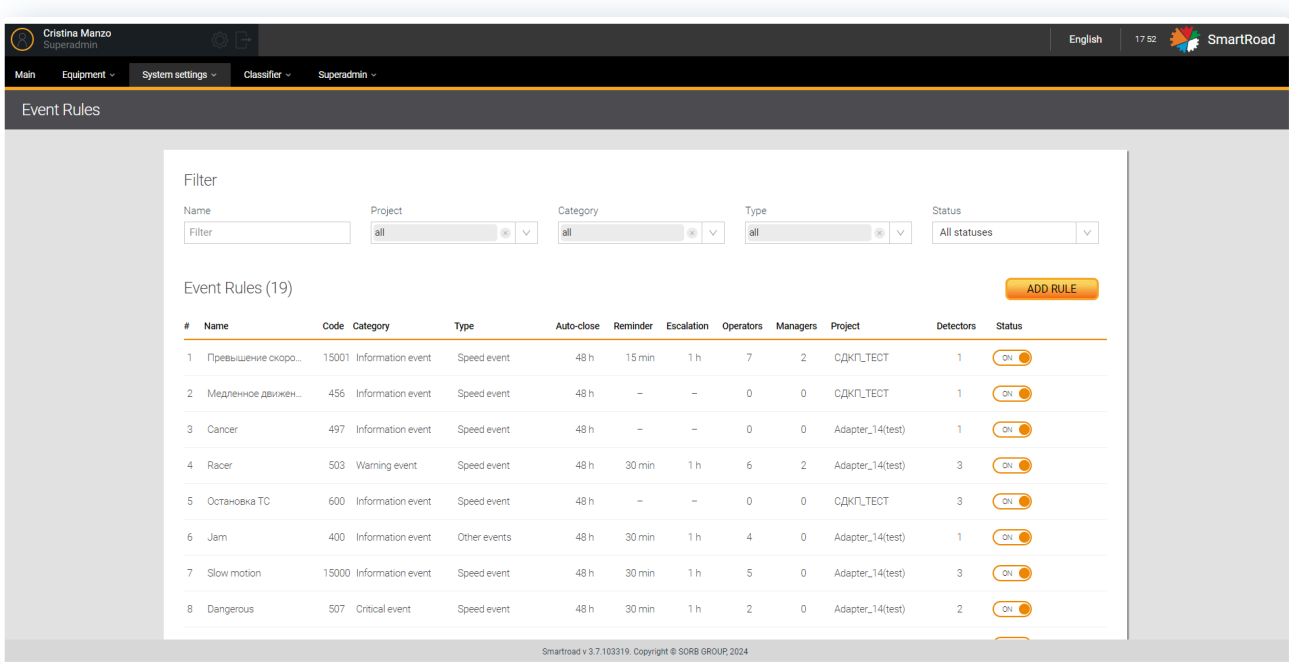 Cristina Manzo
Superadmin
English
17 52
SmartRoad
Main Equipment System settings Classifier Superadmin
Event Rules
Filter
Name Project Category Type Status
Filter all all all All statuses
Event Rules (19)
ADD RULE
# Name Code Category Type Auto-close Reminder Escalation Operators Managers Project Detectors Status
1 Превышение скоро... 15001 Information event Speed event 48 h 15 min 1 h 7 2 СДКП_ТЕСТ 1 ON
2 Медленное движен... 456 Information event Speed event 48 h – – 0 0 СДКП_ТЕСТ 1 ON
3 Cancer 497 Information event Speed event 48 h – – 0 0 Adapter_14(test) 1 ON
4 Racer 503 Warning event Speed event 48 h 30 min 1 h 6 2 Adapter_14(test) 3 ON
5 Остановка ТС 600 Information event Speed event 48 h – – 0 0 СДКП_ТЕСТ 3 ON
6 Jam 400 Information event Other events 48 h 30 min 1 h 4 0 Adapter_14(test) 1 ON
7 Slow motion 15000 Information event Speed event 48 h 30 min 1 h 5 0 Adapter_14(test) 3 ON
8 Dangerous 507 Critical event Speed event 48 h 30 min 1 h 2 0 Adapter_14(test) 2 ON
Smartroad v 3.7.103319. Copyright © SORB GROUP, 2024